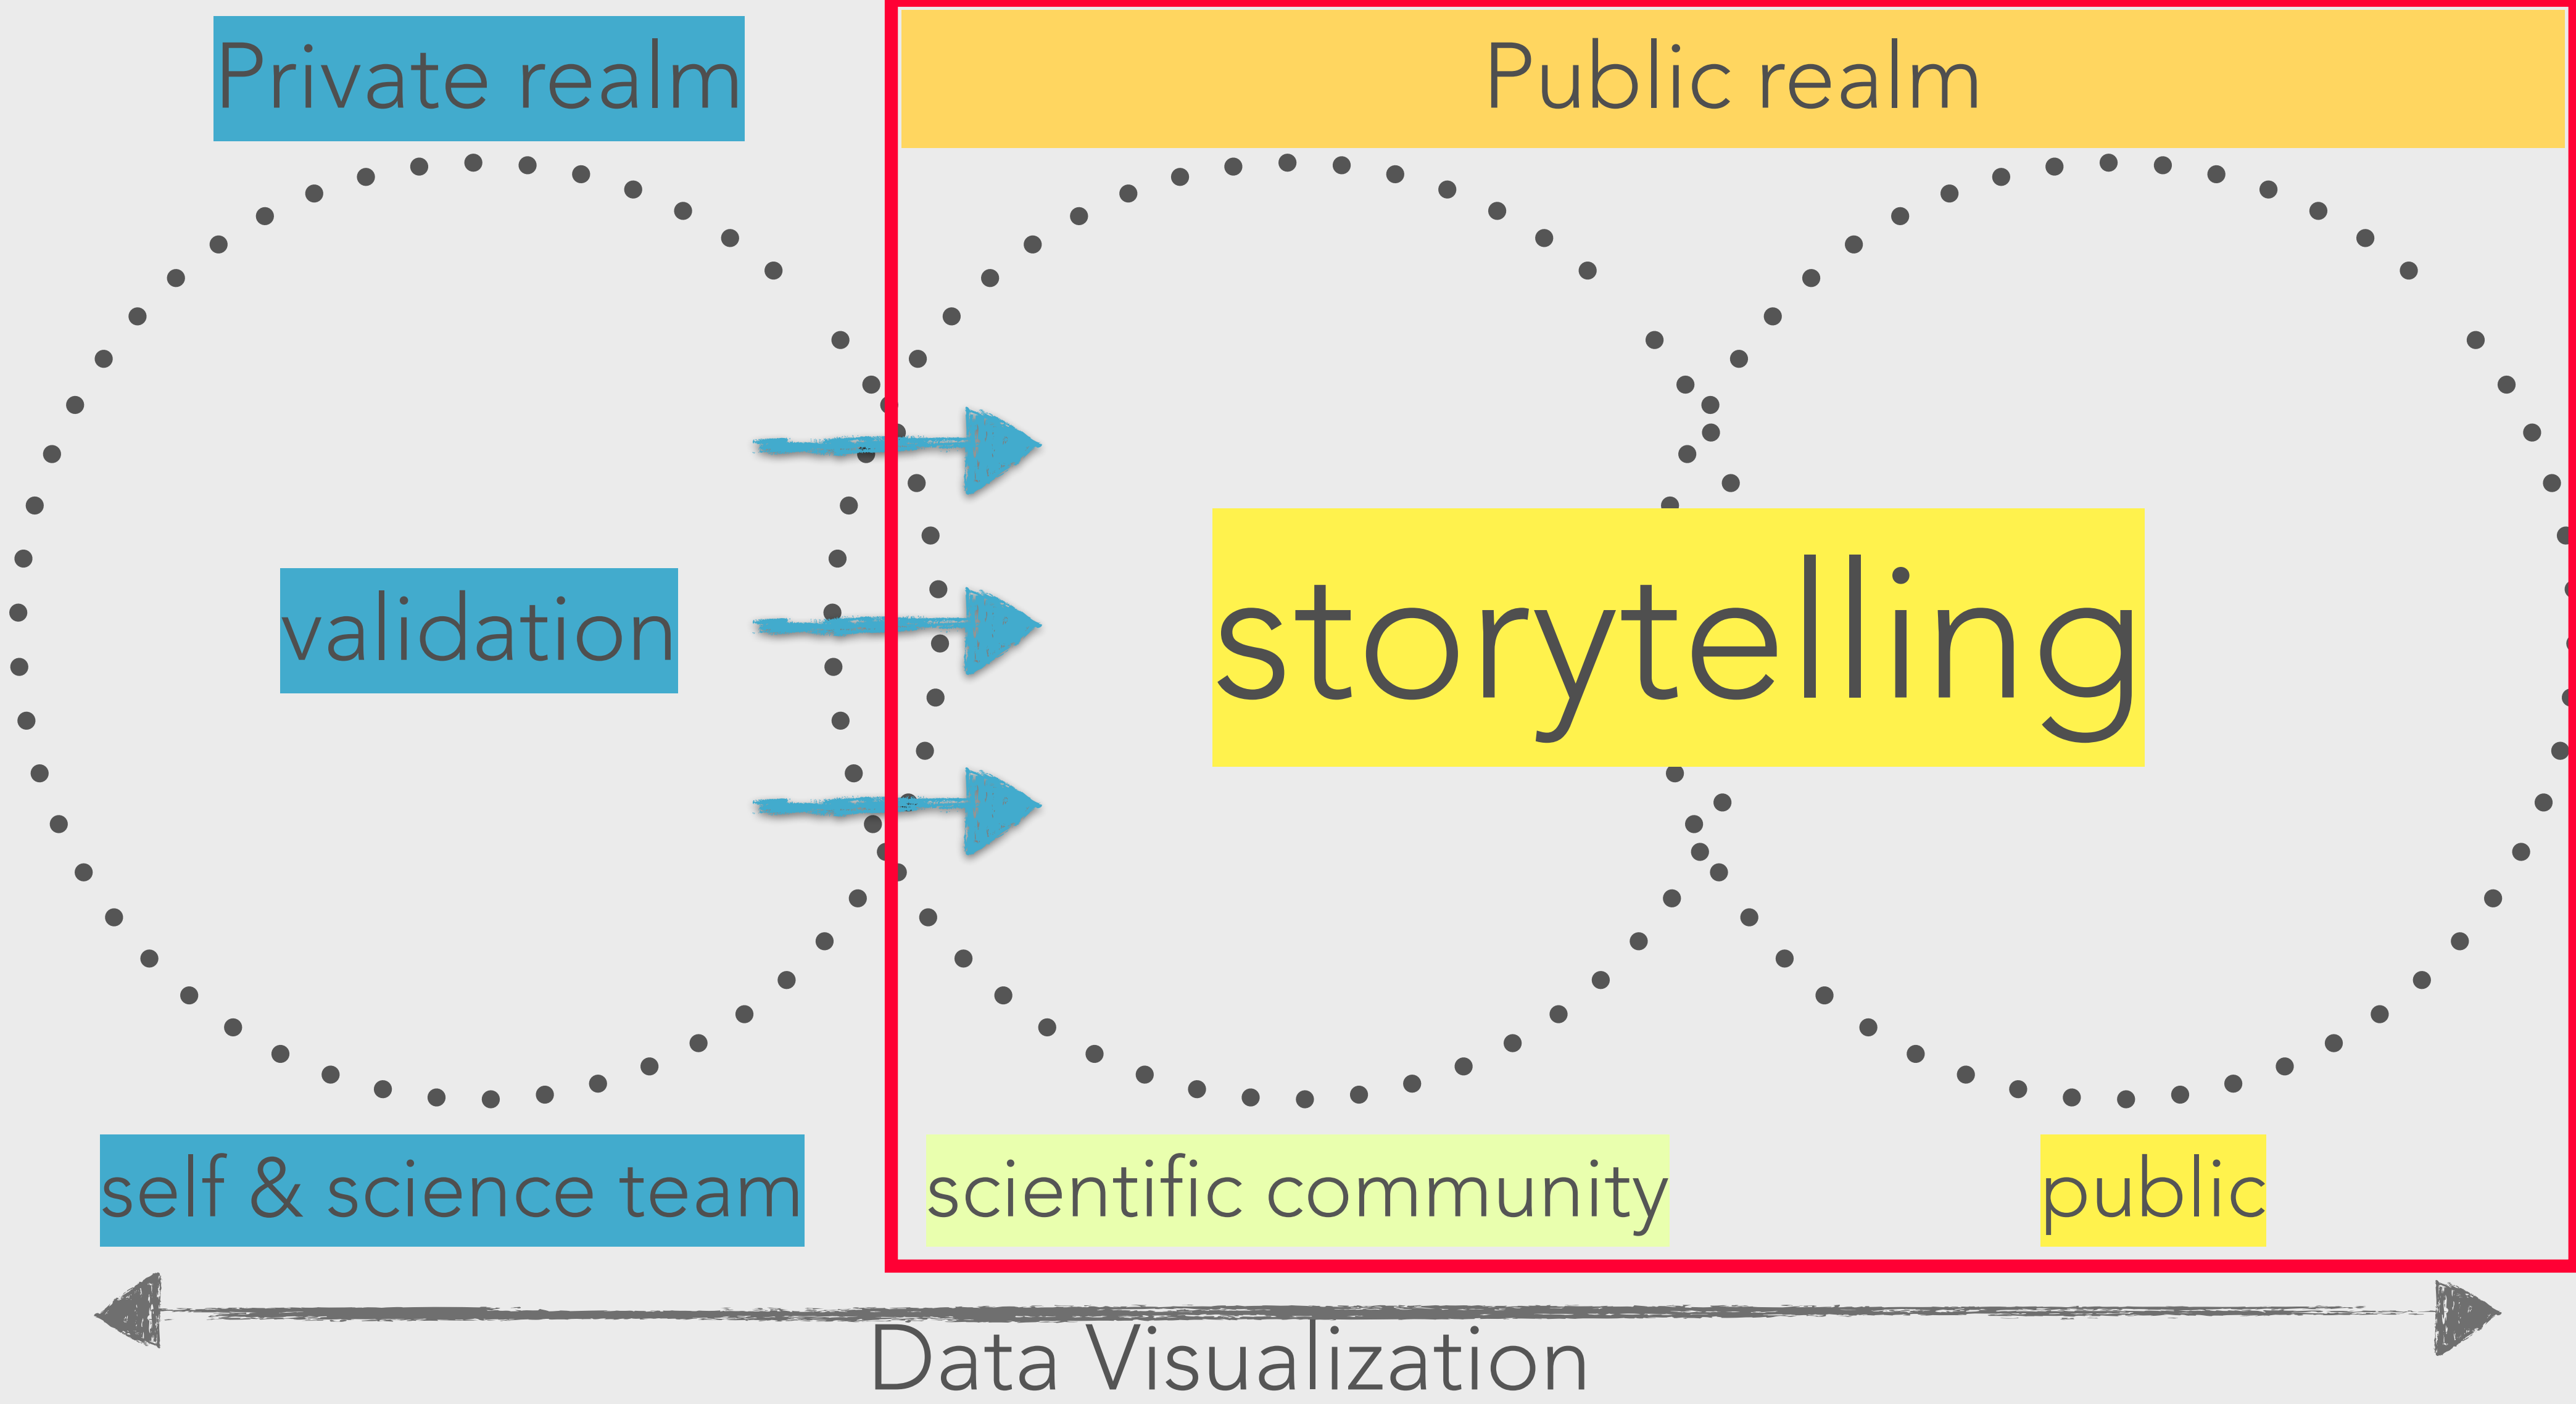 Private realm
Public realm
validation
storytelling
self & science team
scientific community
public
Data Visualization